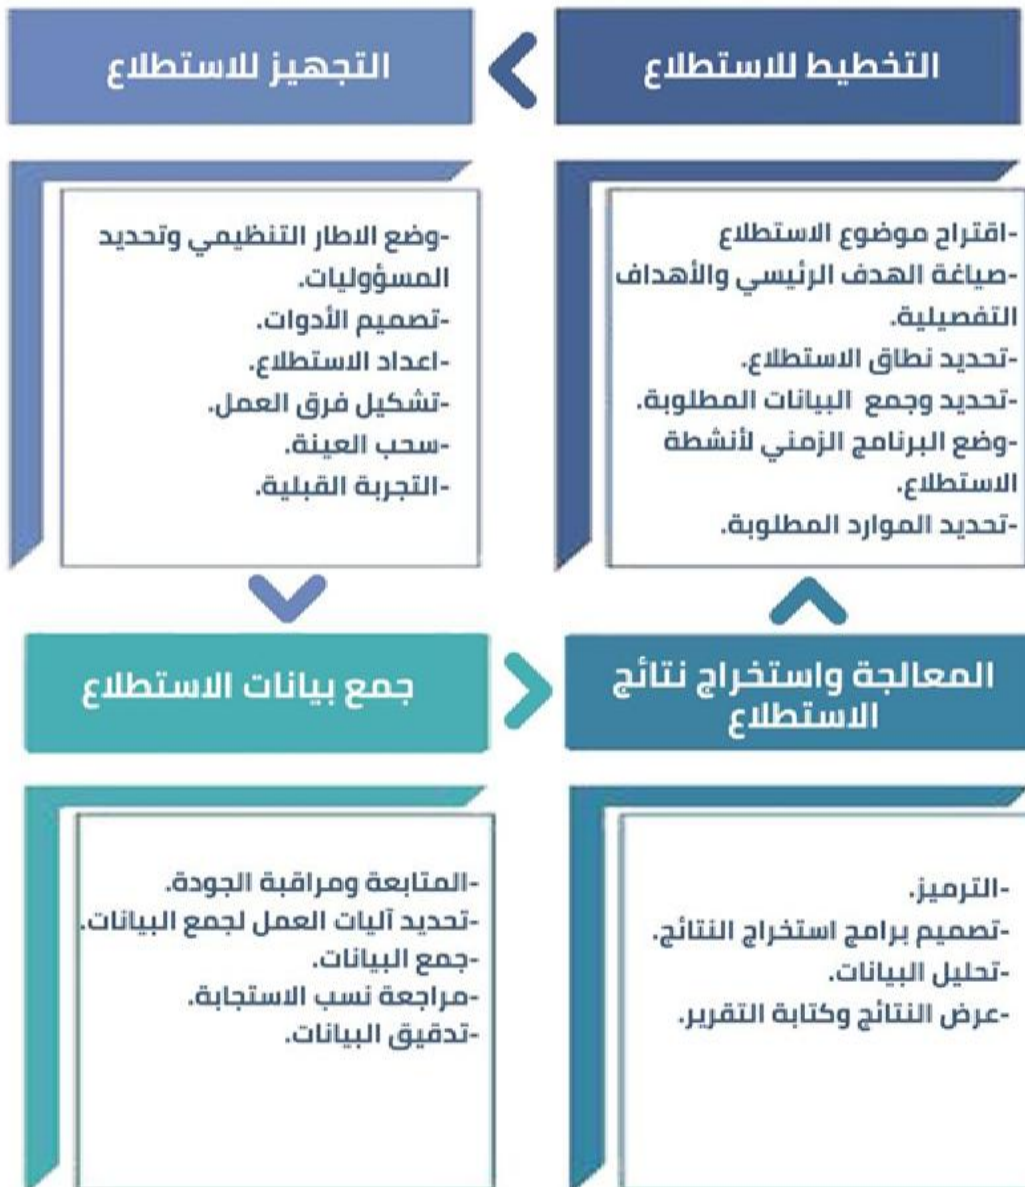 التخطيط للاستطلاع
-اقتراح موضوع الاستطلاع
-صياغة الهدف الرئيسي والأهداف
التفصيلية.
-تحديد نطاق الاستطلاع.
-تحديد وجمع البيانات المطلوبة.
-وضع البرنامج الزمني لأنشطة
الاستطلاع.
-تحديد الموارد المطلوبة.
التجهيز للاستطلاع
-وضع الاطار التنظيمي وتحديد
المسؤوليات.
-تصميم الأدوات.
-اعداد الاستطلاع.
-تشكيل فرق العمل.
-سحب العينة.
-التجربة القبلية.
جمع بيانات الاستطلاع
-المتابعة ومراقبة الجودة.
-تحديد آليات العمل لجمع البيانات.
-جمع البيانات.
-مراجعة نسب الاستجابة.
-تدقيق البيانات.
المعالجة واستخراج نتائج
الاستطلاع
-الترميز.
-تصميم برامج استخراج النتائج.
-تحليل البيانات.
-عرض النتائج وكتابة التقرير.